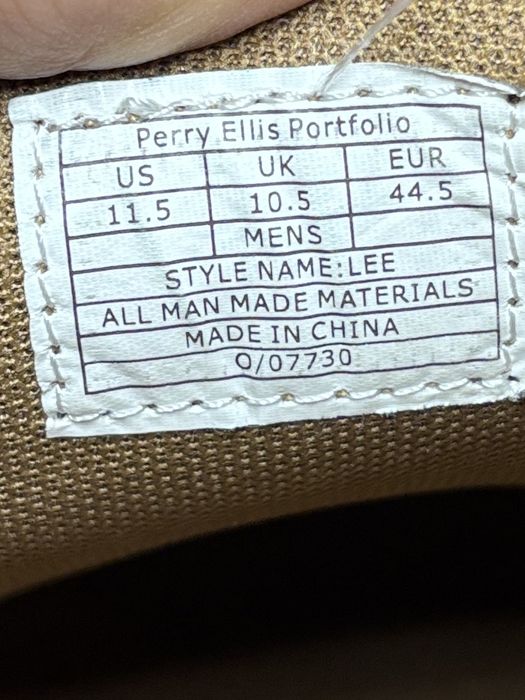 Perry Ellis Portfolio
US UK EUR
11.5 10.5 44.5
MENS
STYLE NAME:LEE
ALL MAN MADE MATERIALS
MADE IN CHINA
O/07730